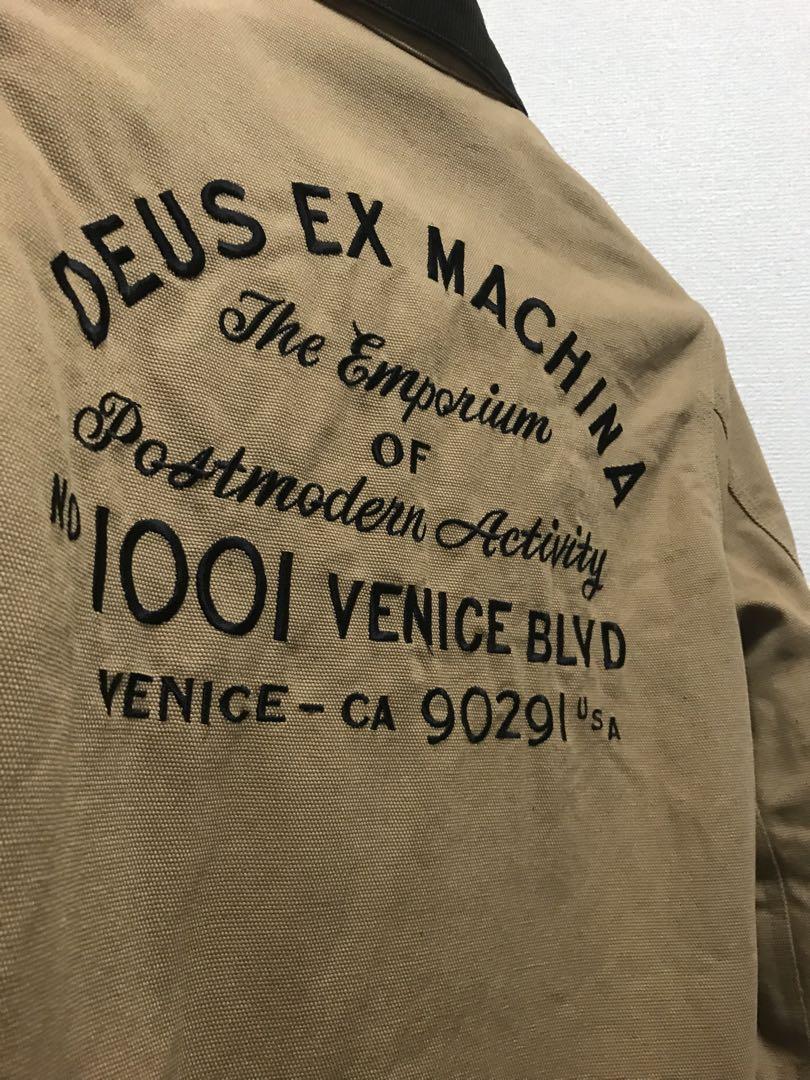 DEUS EX MACHINA
The Emporium
OF
Postmodern Activity
NO 1001 VENICE BLVD
VENICE - CA 90291 USA